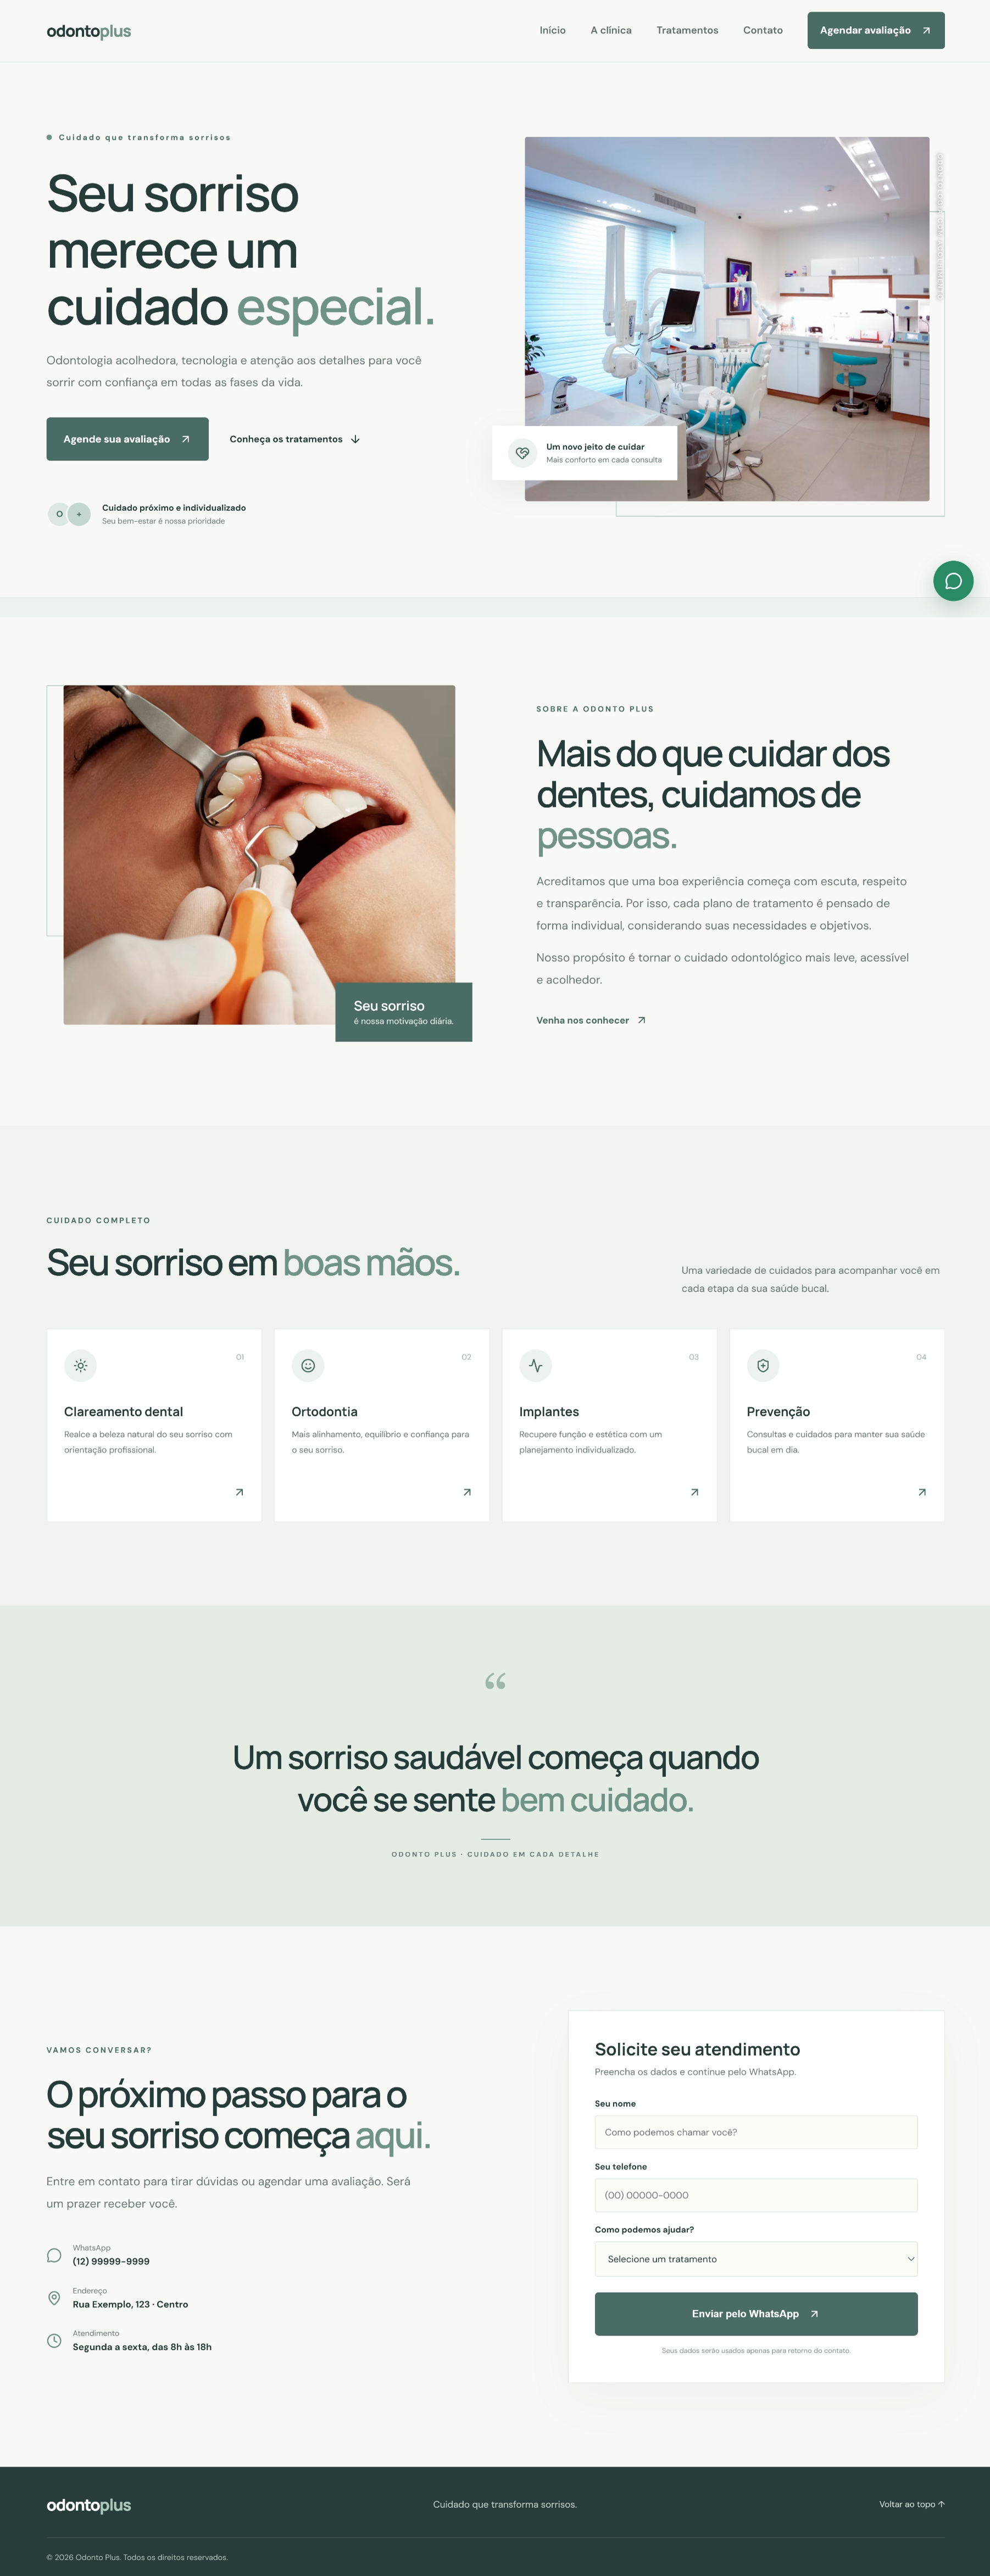 odontoplus
Início
A clínica
Tratamentos
Contato
Agendar avaliação
Cuidado que transforma sorrisos
Seu sorriso
merece um
cuidado especial.
Odontologia acolhedora, tecnologia e atenção aos detalhes para você
sorrir com confiança em todas as fases da vida.
Agende sua avaliação
Conheça os tratamentos
O +
Cuidado próximo e individualizado
Seu bem-estar é nossa prioridade
Um novo jeito de cuidar
Mais conforto em cada consulta
SOBRE A ODONTO PLUS
Mais do que cuidar dos
dentes, cuidamos de
pessoas.
Acreditamos que uma boa experiência começa com escuta, respeito
e transparência. Por isso, cada plano de tratamento é pensado de
forma individual, considerando suas necessidades e objetivos.
Nosso propósito é tornar o cuidado odontológico mais leve, acessível
e acolhedor.
Venha nos conhecer
Seu sorriso
é nossa motivação diária.
CUIDADO COMPLETO
Seu sorriso em boas mãos.
Uma variedade de cuidados para acompanhar você em
cada etapa da sua saúde bucal.
01
Clareamento dental
Realce a beleza natural do seu sorriso com
orientação profissional.
02
Ortodontia
Mais alinhamento, equilíbrio e confiança para
o seu sorriso.
03
Implantes
Recupere função e estética com um
planejamento individualizado.
04
Prevenção
Consultas e cuidados para manter sua saúde
bucal em dia.
“
Um sorriso saudável começa quando
você se sente bem cuidado.
ODONTO PLUS · CUIDADO EM CADA DETALHE
VAMOS CONVERSAR?
O próximo passo para o
seu sorriso começa aqui.
Entre em contato para tirar dúvidas ou agendar uma avaliação. Será
um prazer receber você.
WhatsApp
(12) 99999-9999
Endereço
Rua Exemplo, 123 · Centro
Atendimento
Segunda a sexta, das 8h às 18h
Solicite seu atendimento
Preencha os dados e continue pelo WhatsApp.
Seu nome
Como podemos chamar você?
Seu telefone
(00) 00000-0000
Como podemos ajudar?
Selecione um tratamento
Enviar pelo WhatsApp
Seus dados serão usados apenas para retorno do contato.
odontoplus
Cuidado que transforma sorrisos.
Voltar ao topo ↑
© 2026 Odonto Plus. Todos os direitos reservados.